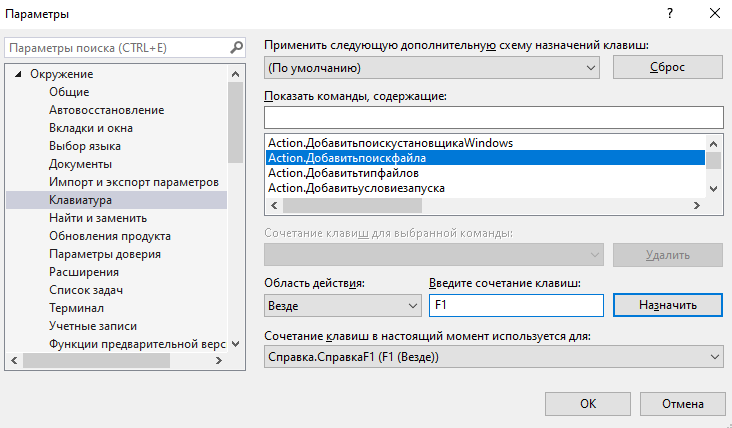 Параметры
?
Параметры поиска (CTRL+E)
Окружение
Общие
Автовосстановление
Вкладки и окна
Выбор языка
Документы
Импорт и экспорт параметров
Клавиатура
Найти и заменить
Обновления продукта
Параметры доверия
Расширения
Список задач
Терминал
Учетные записи
Функции предварительной верс
Применить следующую дополнительную схему назначений клавиш:
(По умолчанию)
Сброс
Показать команды, содержащие:
Action.ДобавитьпоискустановщикаWindows
Action.Добавитьпоискфайла
Action.Добавитьтипфайлов
Action.Добавитьусловиезапуска
Сочетание клавиш для выбранной команды:
Удалить
Область действия:
Введите сочетание клавиш:
Везде
F1
Назначить
Сочетание клавиш в настоящий момент используется для:
Справка.СправкаF1 (F1 (Везде))
OK
Отмена